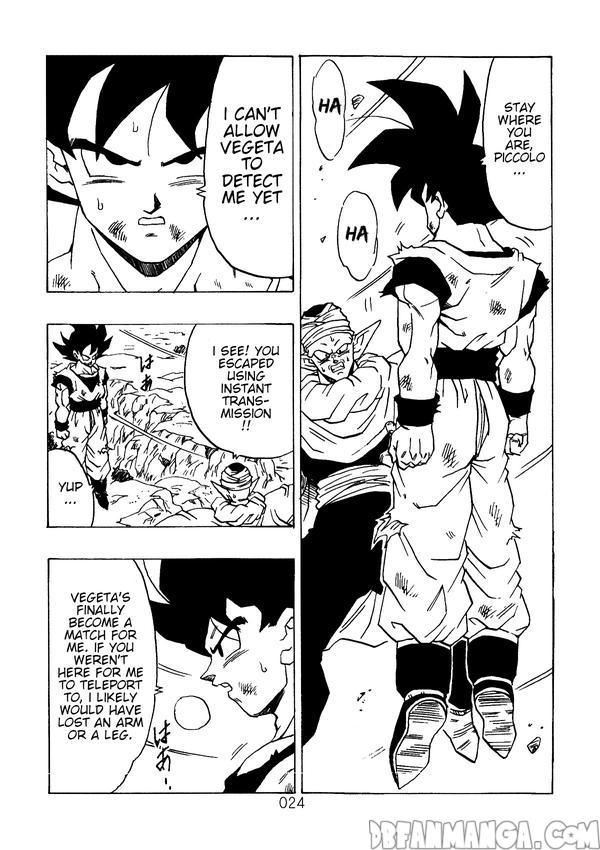 STAY
WHERE
YOU
ARE,
PICCOLO
...
HA
HA
I CAN'T
ALLOW
VEGETA
TO
DETECT
ME YET
...
I SEE! YOU
ESCAPED
USING
INSTANT
TRANS-
MISSION
!!
はぁ
YUP
...
VEGETA'S
FINALLY
BECOME A
MATCH FOR
ME. IF YOU
WEREN'T
HERE FOR ME
TO TELEPORT
TO, I LIKELY
WOULD HAVE
LOST AN ARM
OR A LEG.
はぁ…
024
DBFANMANGA.COM